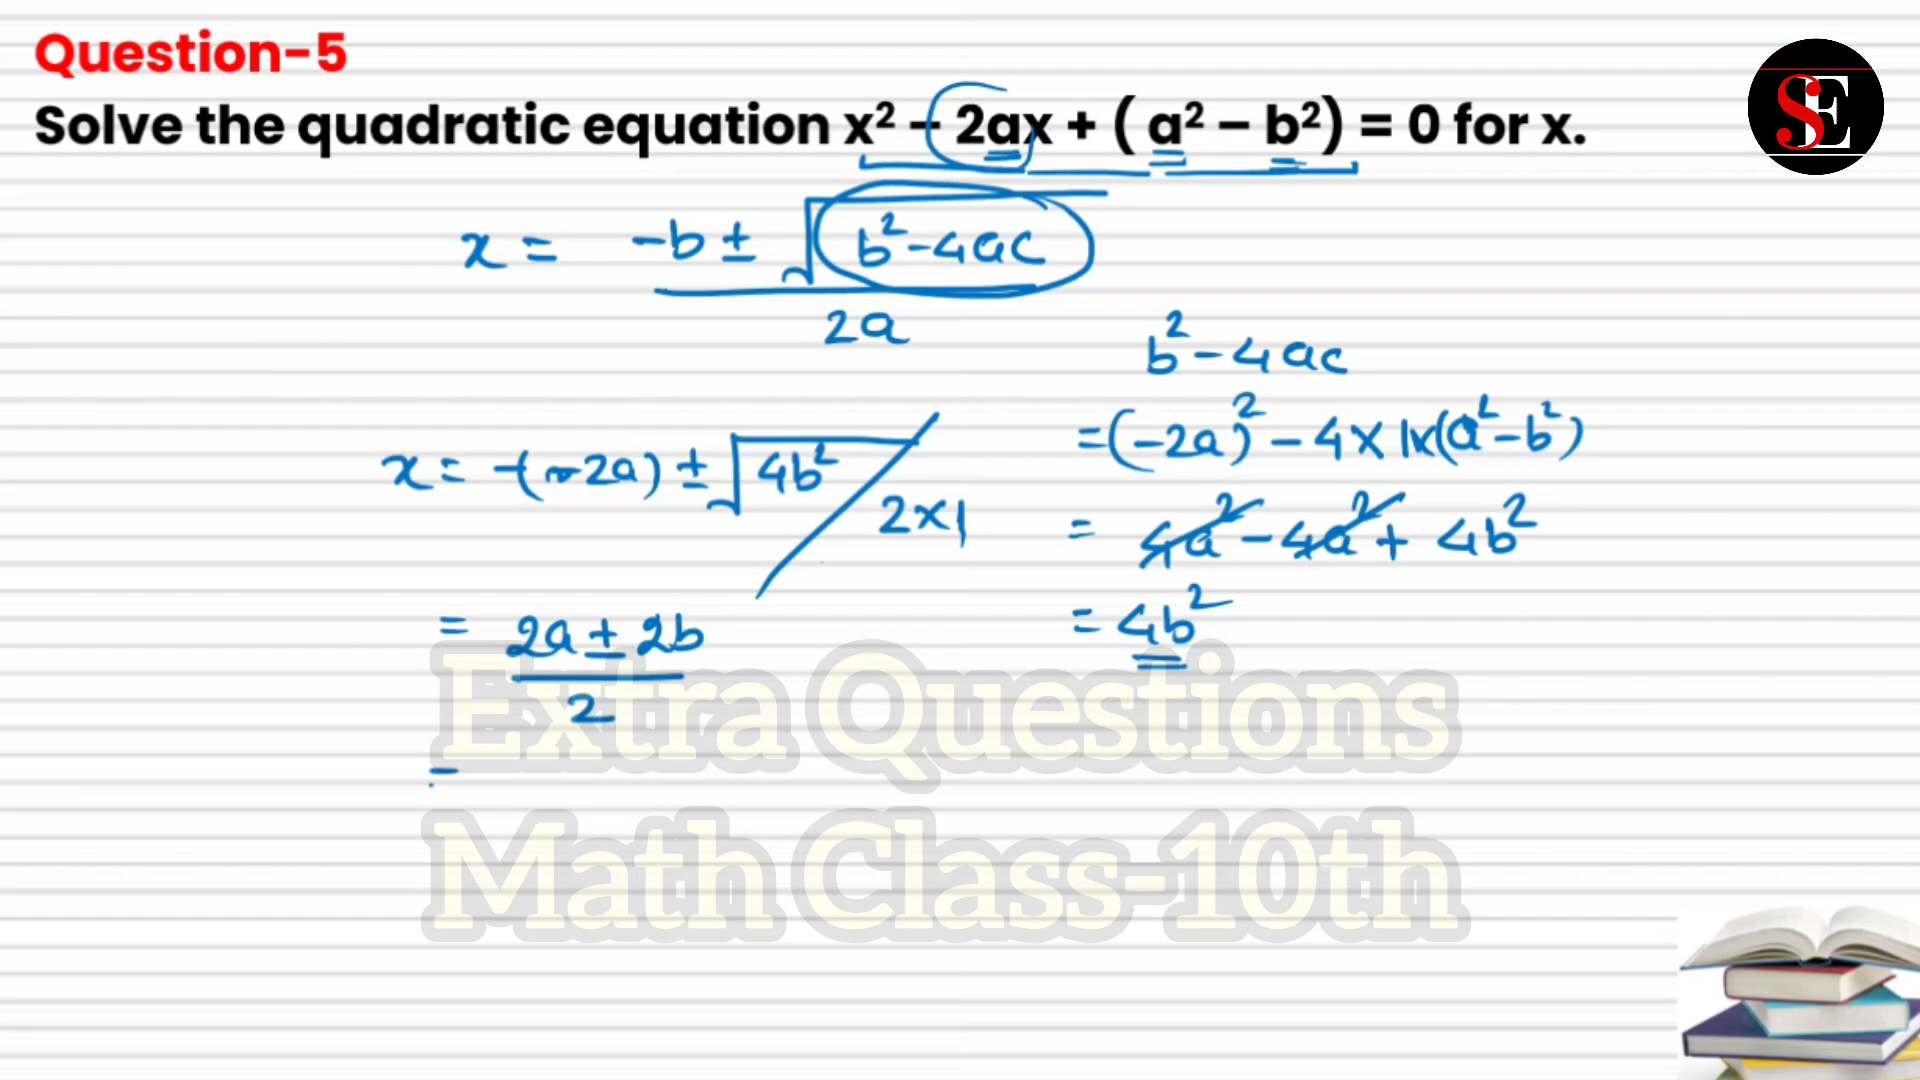 Question-5
Solve the quadratic equation x² - 2ax + ( a² - b²) = 0 for x.
SE
x = -b ± √b²-4ac
2a
b²-4ac
= (-2a)² - 4×1×(a²-b²)
x = -(-2a) ± √4b² / 2×1
= 4a² - 4a² + 4b²
= 4b²
= 2a ± 2b
2
=
Extra Questions
Math Class-10th